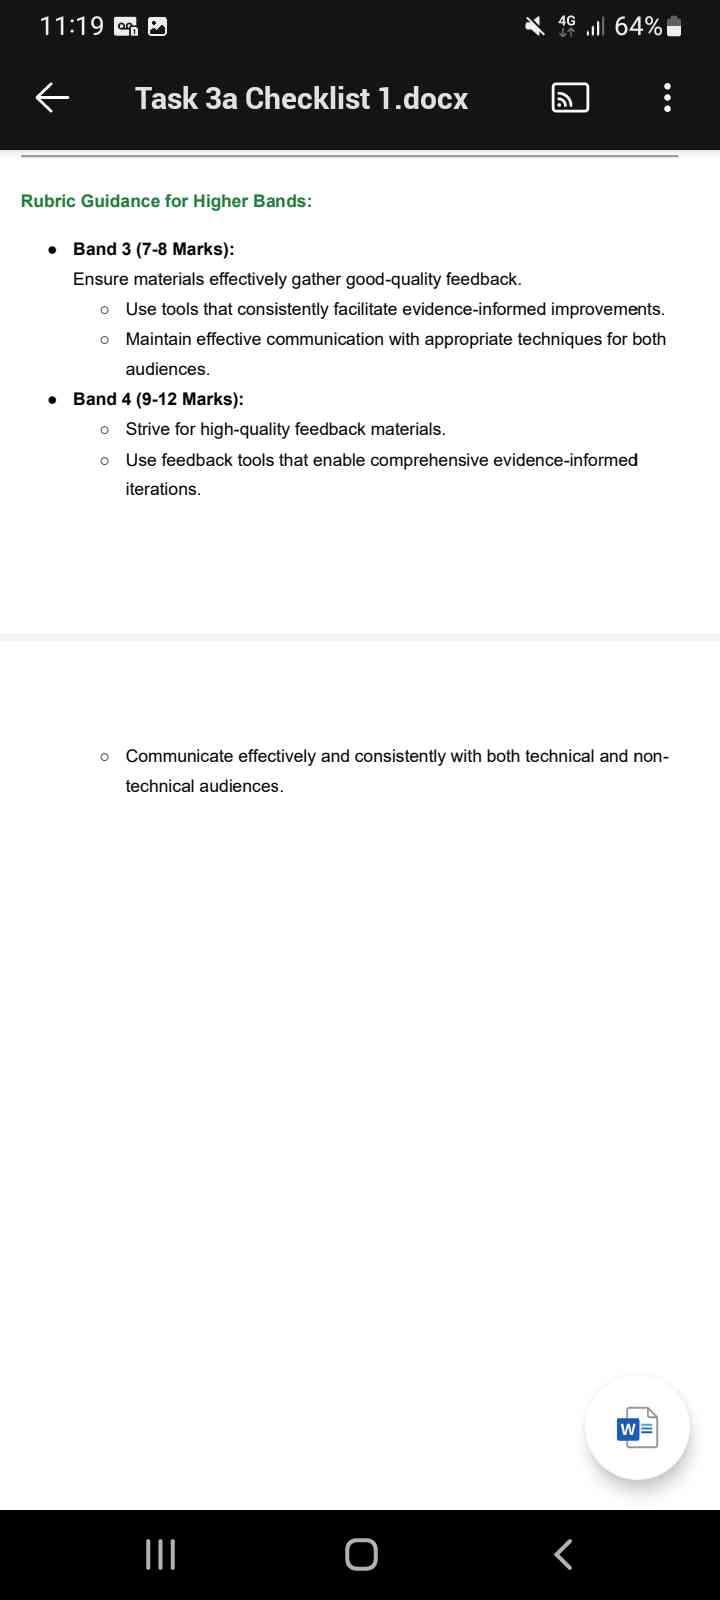 11:19
4G
64%
Task 3a Checklist 1.docx
Rubric Guidance for Higher Bands:
Band 3 (7-8 Marks):
Ensure materials effectively gather good-quality feedback.
Use tools that consistently facilitate evidence-informed improvements.
Maintain effective communication with appropriate techniques for both
audiences.
Band 4 (9-12 Marks):
Strive for high-quality feedback materials.
Use feedback tools that enable comprehensive evidence-informed
iterations.
Communicate effectively and consistently with both technical and non-
technical audiences.
W